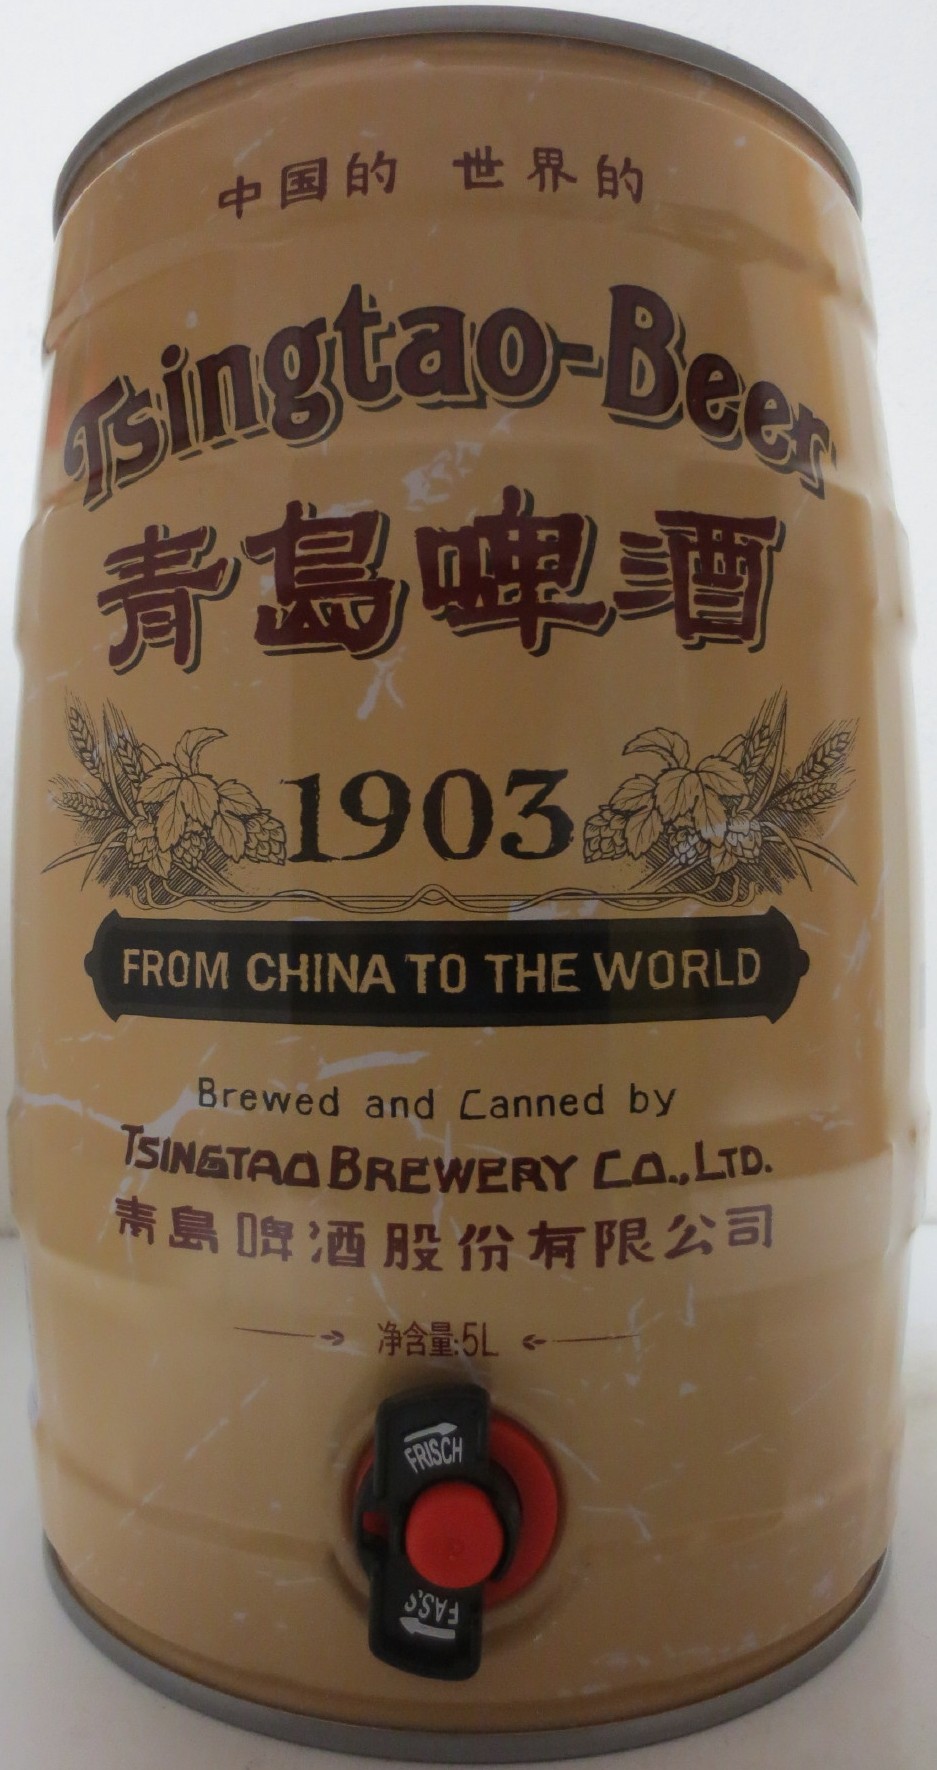 中国的 世界的
Tsingtao-Beer
青島啤酒
1903
FROM CHINA TO THE WORLD
Brewed and Canned by
TSINGTAO BREWERY CO.,LTD.
青島啤酒股份有限公司
净含量:5L
FRISCH
FASS